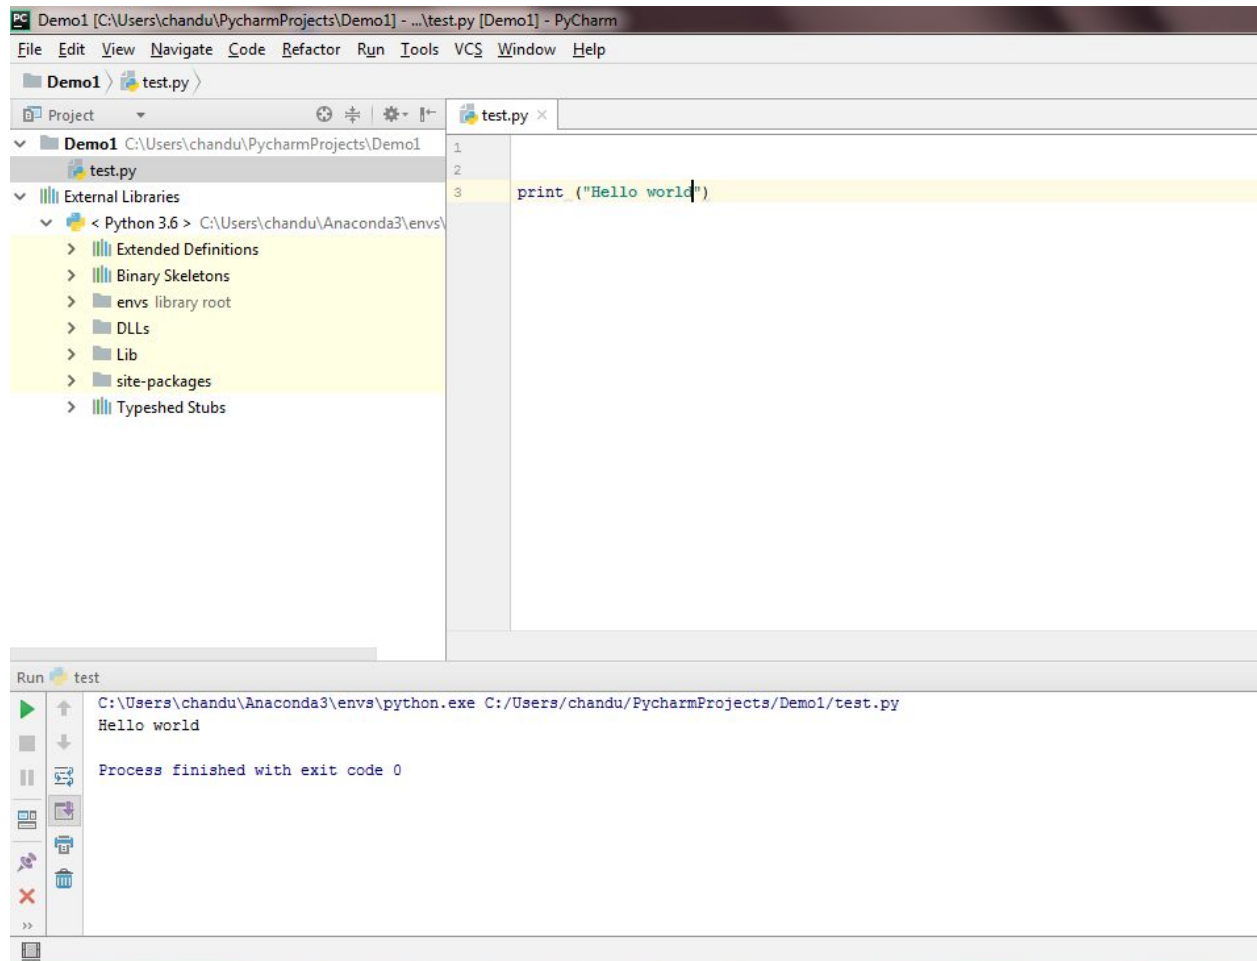 PC Demo1 [C:\Users\chandu\PycharmProjects\Demo1] - ...\test.py [Demo1] - PyCharm
File Edit View Navigate Code Refactor Run Tools VCS Window Help
Demo1 test.py
Project
test.py
Demo1 C:\Users\chandu\PycharmProjects\Demo1
test.py
External Libraries
< Python 3.6 > C:\Users\chandu\Anaconda3\envs\
Extended Definitions
Binary Skeletons
envs library root
DLLs
Lib
site-packages
Typeshed Stubs
1
2
3 print ("Hello world")
Run test
C:\Users\chandu\Anaconda3\envs\python.exe C:/Users/chandu/PycharmProjects/Demo1/test.py
Hello world
Process finished with exit code 0